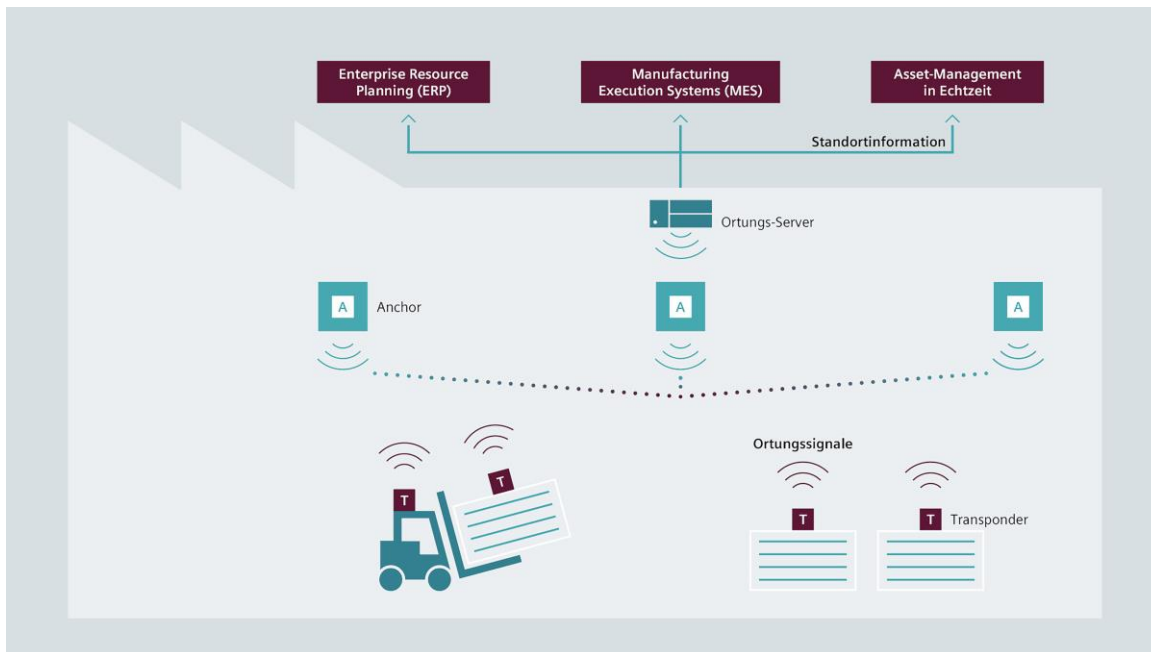 Enterprise Resource
Planning (ERP)
Manufacturing
Execution Systems (MES)
Asset-Management
in Echtzeit
Standortinformation
Ortungs-Server
A
Anchor
A
A
Ortungssignale
T
T
T
T
Transponder